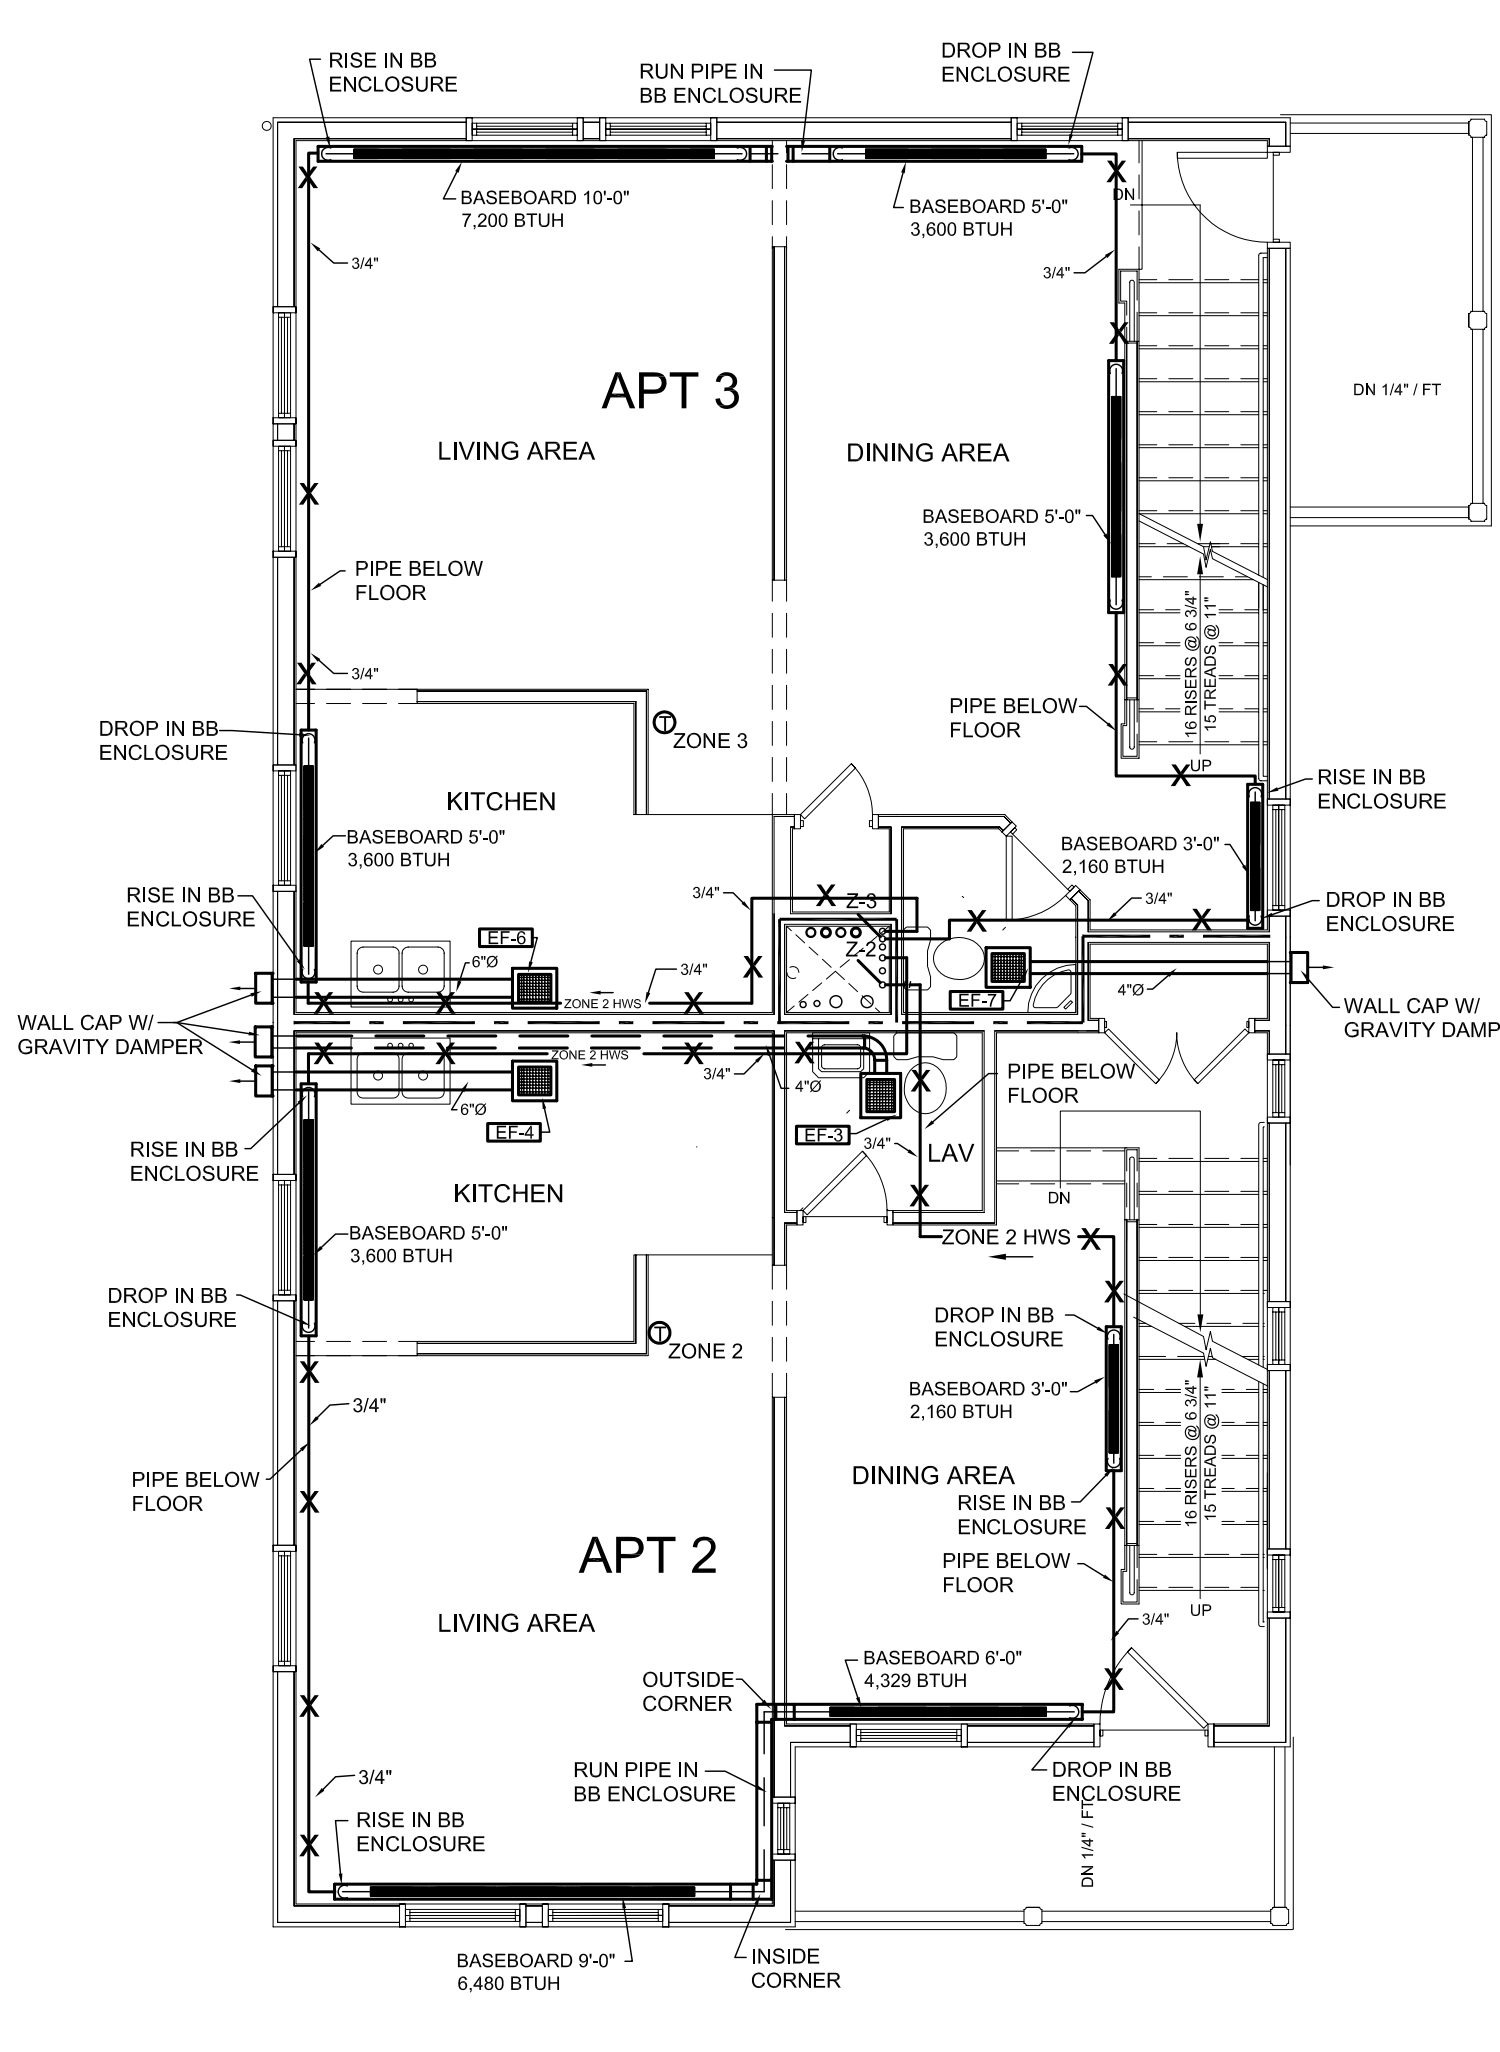 RISE IN BB
ENCLOSURE
RUN PIPE IN
BB ENCLOSURE
DROP IN BB
ENCLOSURE
BASEBOARD 10'-0"
7,200 BTUH
BASEBOARD 5'-0"
3,600 BTUH
DN
3/4"
3/4"
APT 3
DN 1/4" / FT
LIVING AREA
DINING AREA
BASEBOARD 5'-0"
3,600 BTUH
PIPE BELOW
FLOOR
16 RISERS @ 6 3/4"
15 TREADS @ 11"
3/4"
PIPE BELOW
FLOOR
DROP IN BB
ENCLOSURE
T
ZONE 3
UP
RISE IN BB
ENCLOSURE
KITCHEN
BASEBOARD 5'-0"
3,600 BTUH
BASEBOARD 3'-0"
2,160 BTUH
RISE IN BB
ENCLOSURE
3/4"
Z-3
3/4"
DROP IN BB
ENCLOSURE
EF-6
6"Ø
3/4"
Z-2
ZONE 2 HWS
EF-7
4"Ø
WALL CAP W/
GRAVITY DAMPER
WALL CAP W/
GRAVITY DAMP
ZONE 2 HWS
3/4"
4"Ø
PIPE BELOW
FLOOR
6"Ø
EF-4
EF-3
3/4"
LAV
RISE IN BB
ENCLOSURE
KITCHEN
DN
BASEBOARD 5'-0"
3,600 BTUH
ZONE 2 HWS
DROP IN BB
ENCLOSURE
DROP IN BB
ENCLOSURE
T
ZONE 2
BASEBOARD 3'-0"
2,160 BTUH
3/4"
16 RISERS @ 6 3/4"
15 TREADS @ 11"
PIPE BELOW
FLOOR
DINING AREA
RISE IN BB
ENCLOSURE
APT 2
PIPE BELOW
FLOOR
UP
LIVING AREA
3/4"
BASEBOARD 6'-0"
4,329 BTUH
OUTSIDE
CORNER
3/4"
RUN PIPE IN
BB ENCLOSURE
DROP IN BB
ENCLOSURE
RISE IN BB
ENCLOSURE
DN 1/4" / FT
BASEBOARD 9'-0"
6,480 BTUH
INSIDE
CORNER